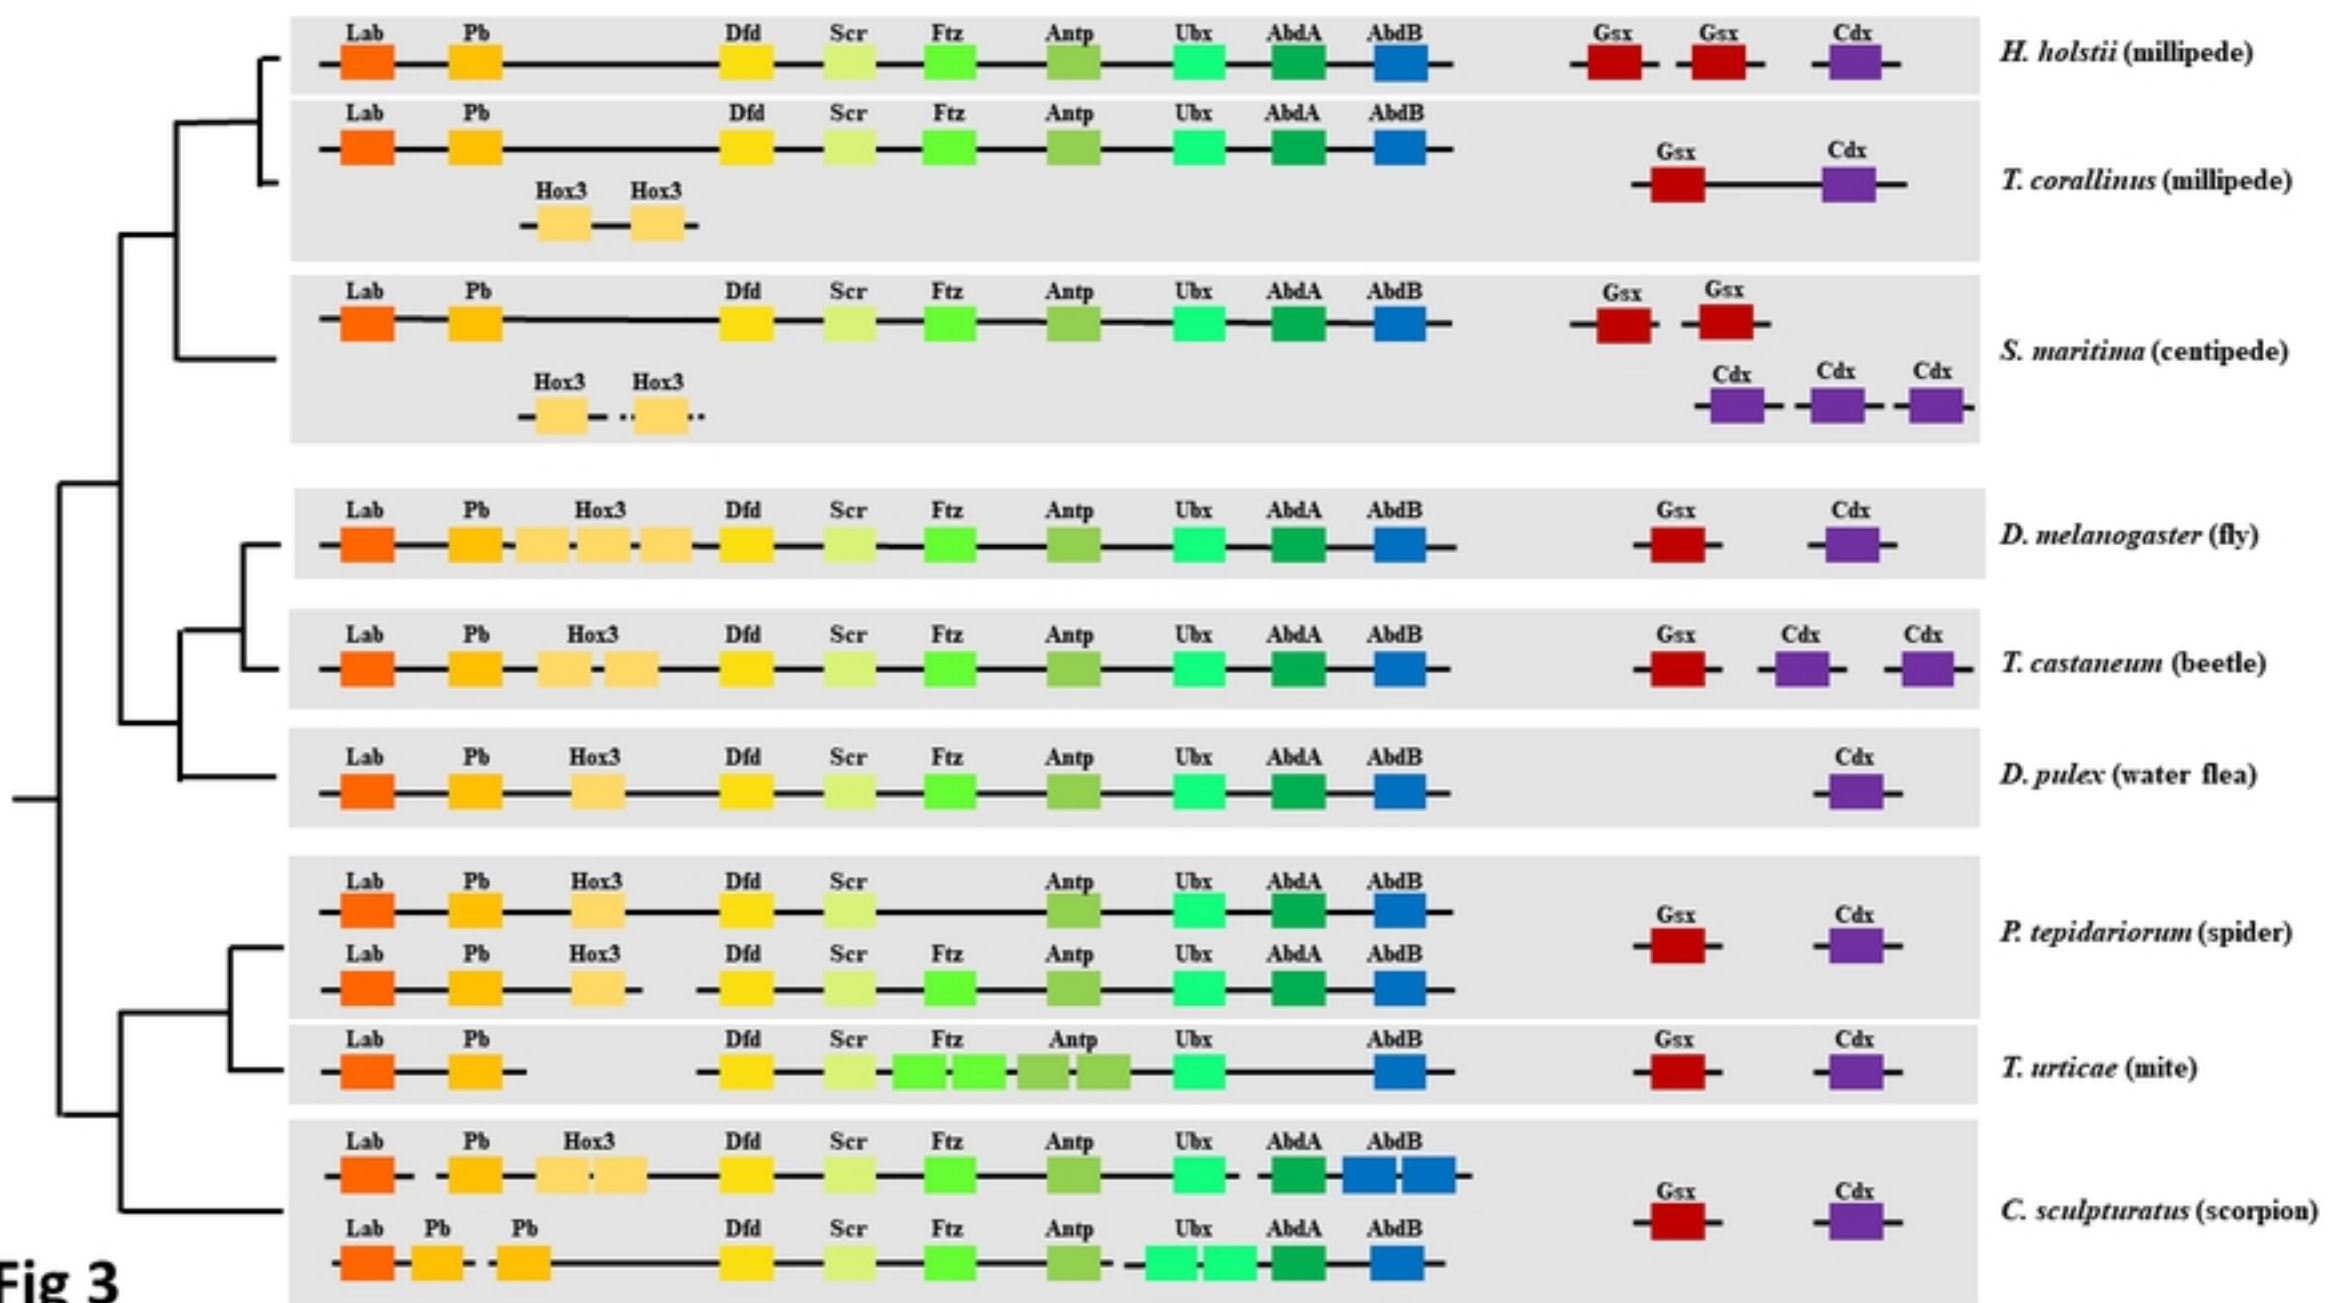 Lab Pb Dfd Scr Ftz Antp Ubx AbdA AbdB Gsx Gsx Cdx
H. holstii (millipede)
Lab Pb Dfd Scr Ftz Antp Ubx AbdA AbdB
Gsx Cdx
T. corallinus (millipede)
Hox3 Hox3
Lab Pb Dfd Scr Ftz Antp Ubx AbdA AbdB Gsx Gsx
S. maritima (centipede)
Hox3 Hox3 Cdx Cdx Cdx
Lab Pb Hox3 Dfd Scr Ftz Antp Ubx AbdA AbdB Gsx Cdx
D. melanogaster (fly)
Lab Pb Hox3 Dfd Scr Ftz Antp Ubx AbdA AbdB Gsx Cdx Cdx
T. castaneum (beetle)
Lab Pb Hox3 Dfd Scr Ftz Antp Ubx AbdA AbdB Cdx
D. pulex (water flea)
Lab Pb Hox3 Dfd Scr Antp Ubx AbdA AbdB
Gsx Cdx
P. tepidariorum (spider)
Lab Pb Hox3 Dfd Scr Ftz Antp Ubx AbdA AbdB
Lab Pb Dfd Scr Ftz Antp Ubx AbdB Gsx Cdx
T. urticae (mite)
Lab Pb Hox3 Dfd Scr Ftz Antp Ubx AbdA AbdB
Gsx Cdx
C. sculpturatus (scorpion)
Lab Pb Pb Dfd Scr Ftz Antp Ubx AbdA AbdB
Fig 3